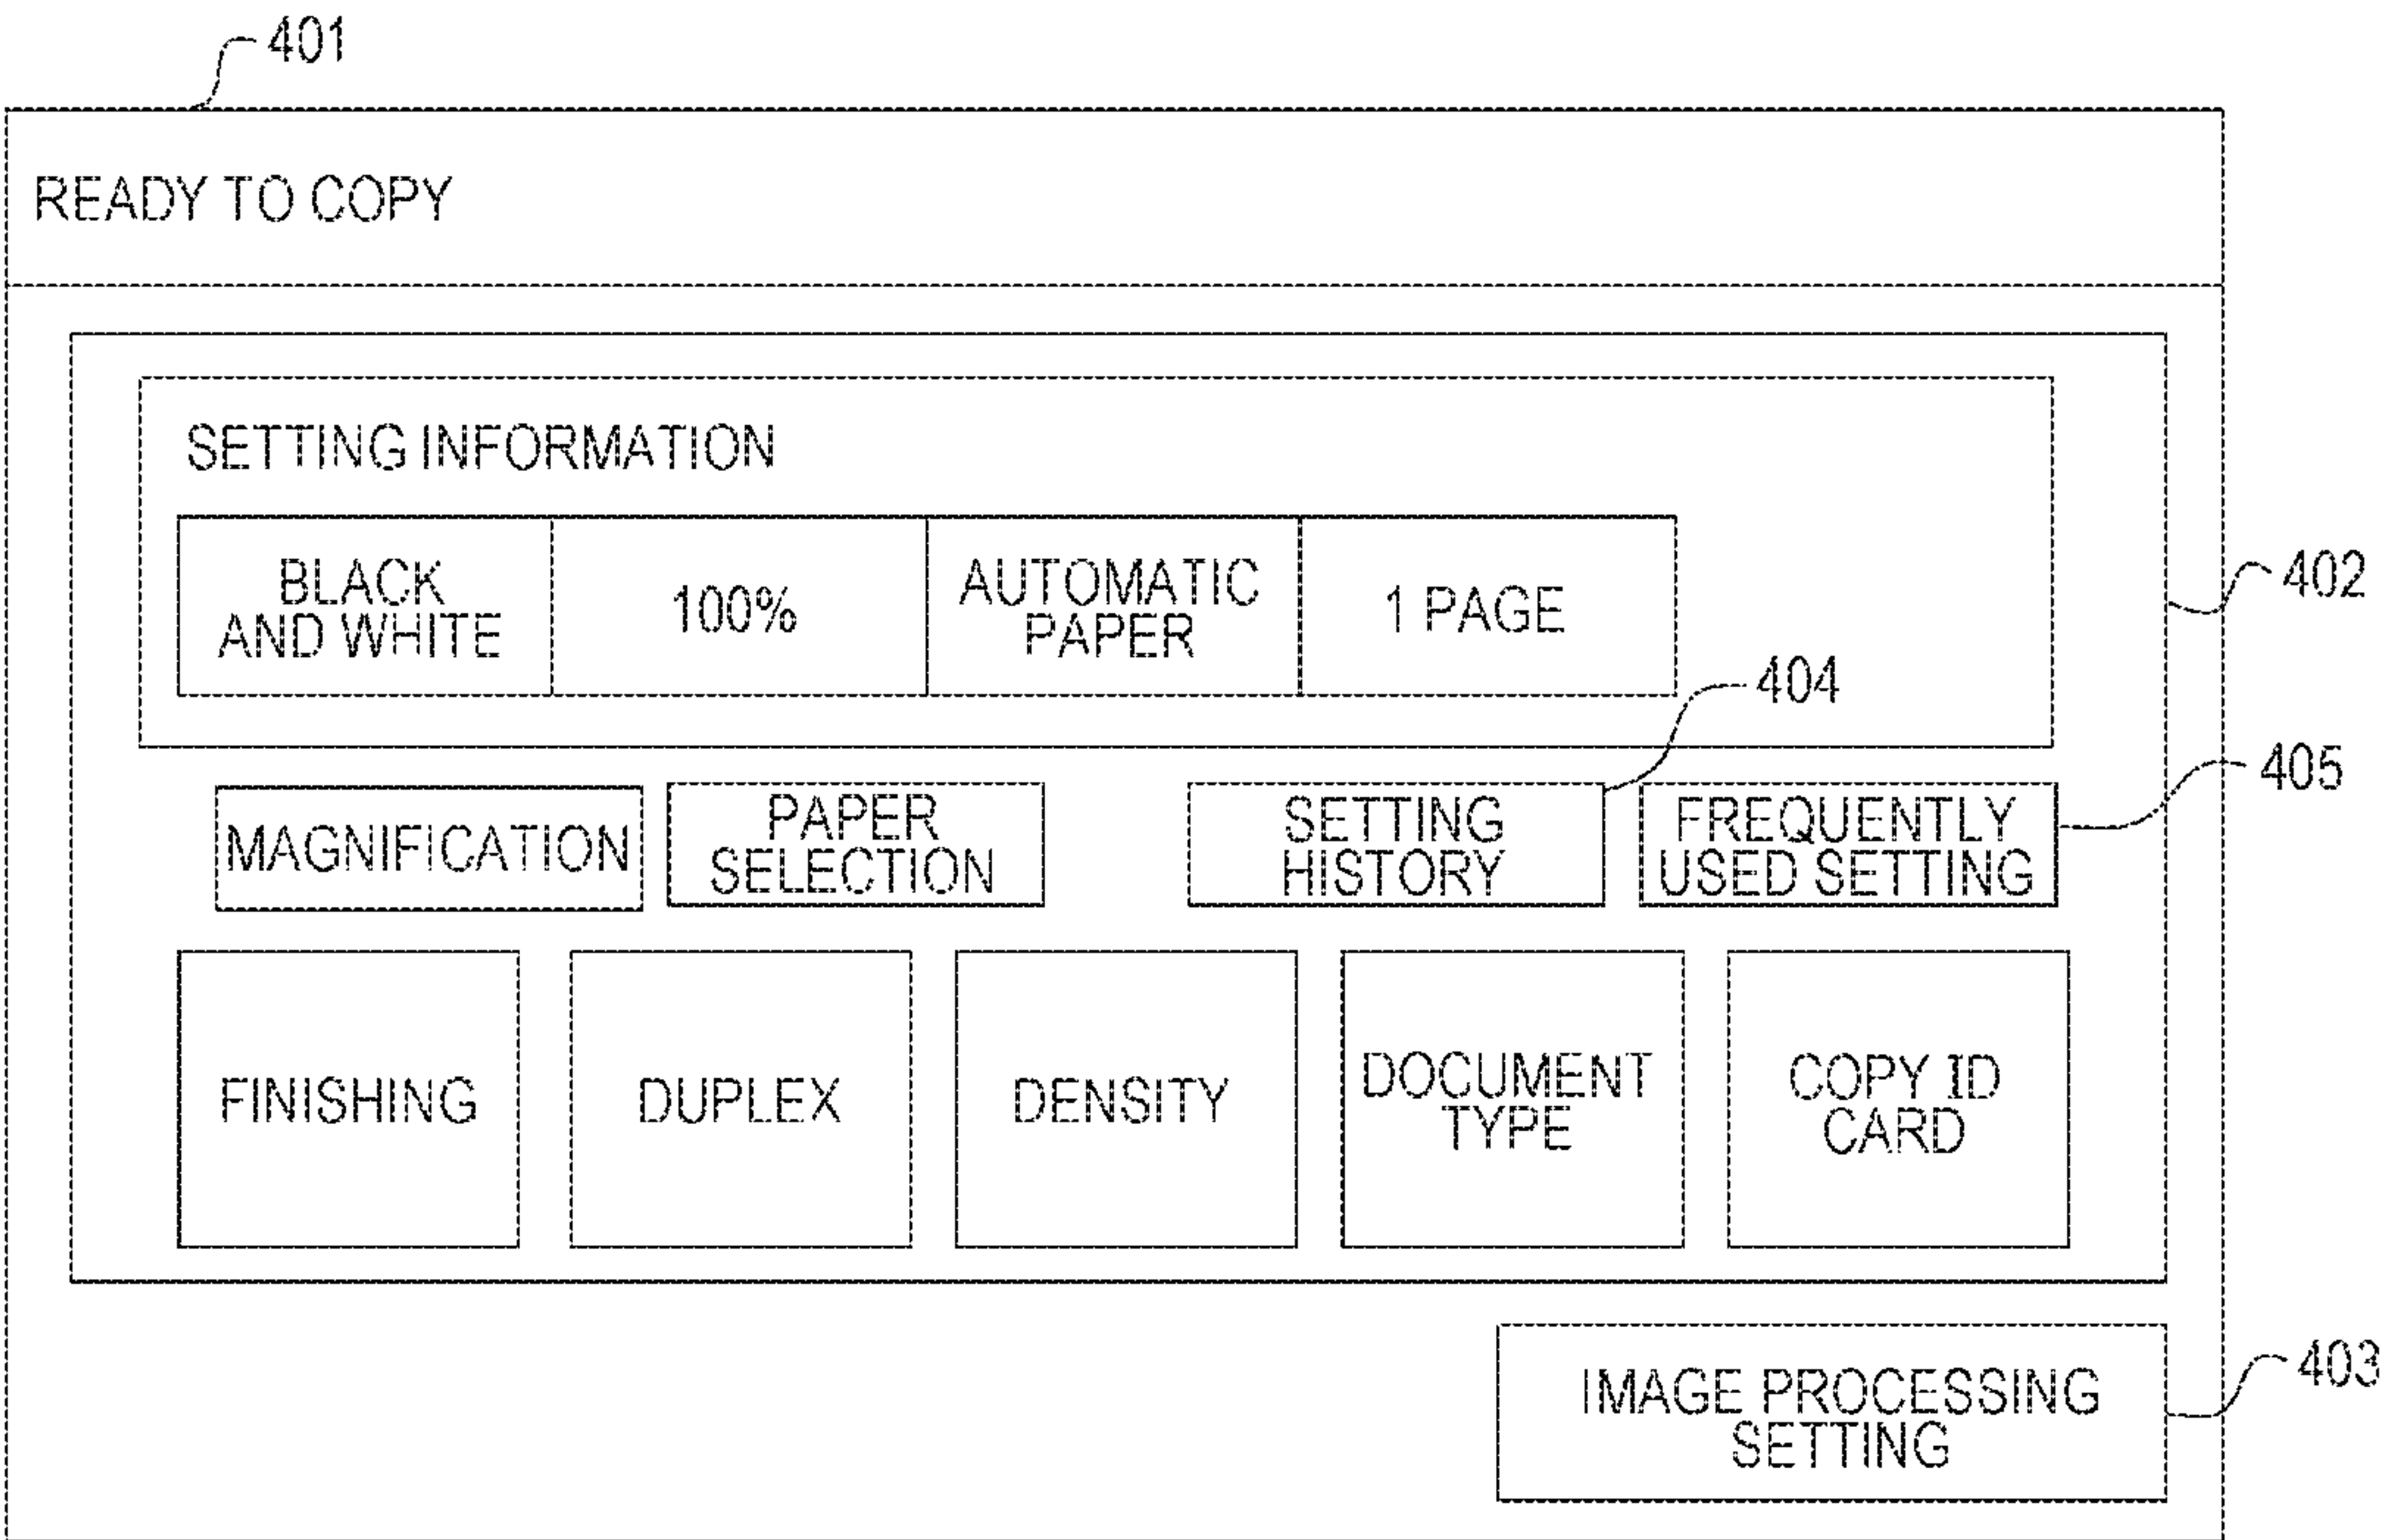 401
READY TO COPY
SETTING INFORMATION
BLACK
AND WHITE
100%
AUTOMATIC
PAPER
1 PAGE
402
404
405
MAGNIFICATION
PAPER
SELECTION
SETTING
HISTORY
FREQUENTLY
USED SETTING
FINISHING
DUPLEX
DENSITY
DOCUMENT
TYPE
COPY ID
CARD
IMAGE PROCESSING
SETTING
403